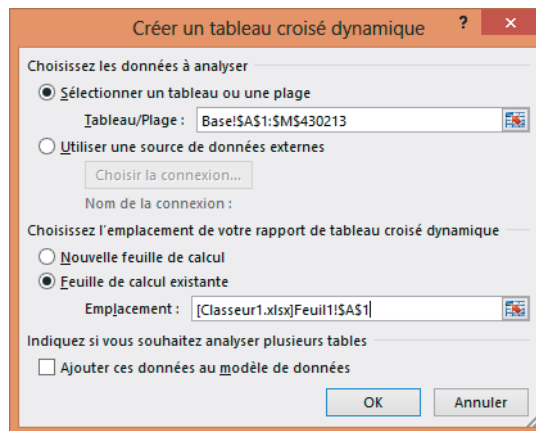 Créer un tableau croisé dynamique ? ×
Choisissez les données à analyser
Sélectionner un tableau ou une plage
Tableau/Plage : Base!$A$1:$M$430213
Utiliser une source de données externes
Choisir la connexion...
Nom de la connexion :
Choisissez l'emplacement de votre rapport de tableau croisé dynamique
Nouvelle feuille de calcul
Feuille de calcul existante
Emplacement : [Classeur1.xlsx]Feuil1!$A$1
Indiquez si vous souhaitez analyser plusieurs tables
Ajouter ces données au modèle de données
OK Annuler